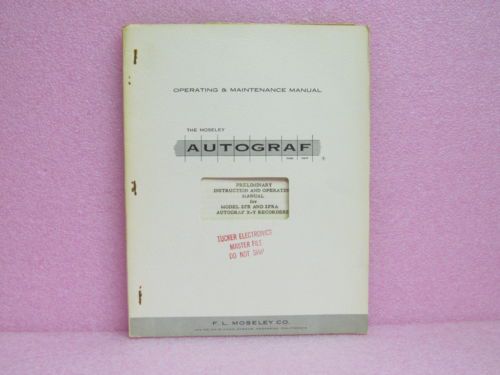 OPERATING & MAINTENANCE MANUAL
THE MOSELEY
AUTOGRAF
PRELIMINARY
INSTRUCTION AND OPERATIN
MANUAL
for
MODEL 2FR AND 2FRA
AUTOGRAF X-Y RECORDERS
TUCKER ELECTRONICS
MASTER FILE
DO NOT SHIP
F. L. MOSELEY CO.